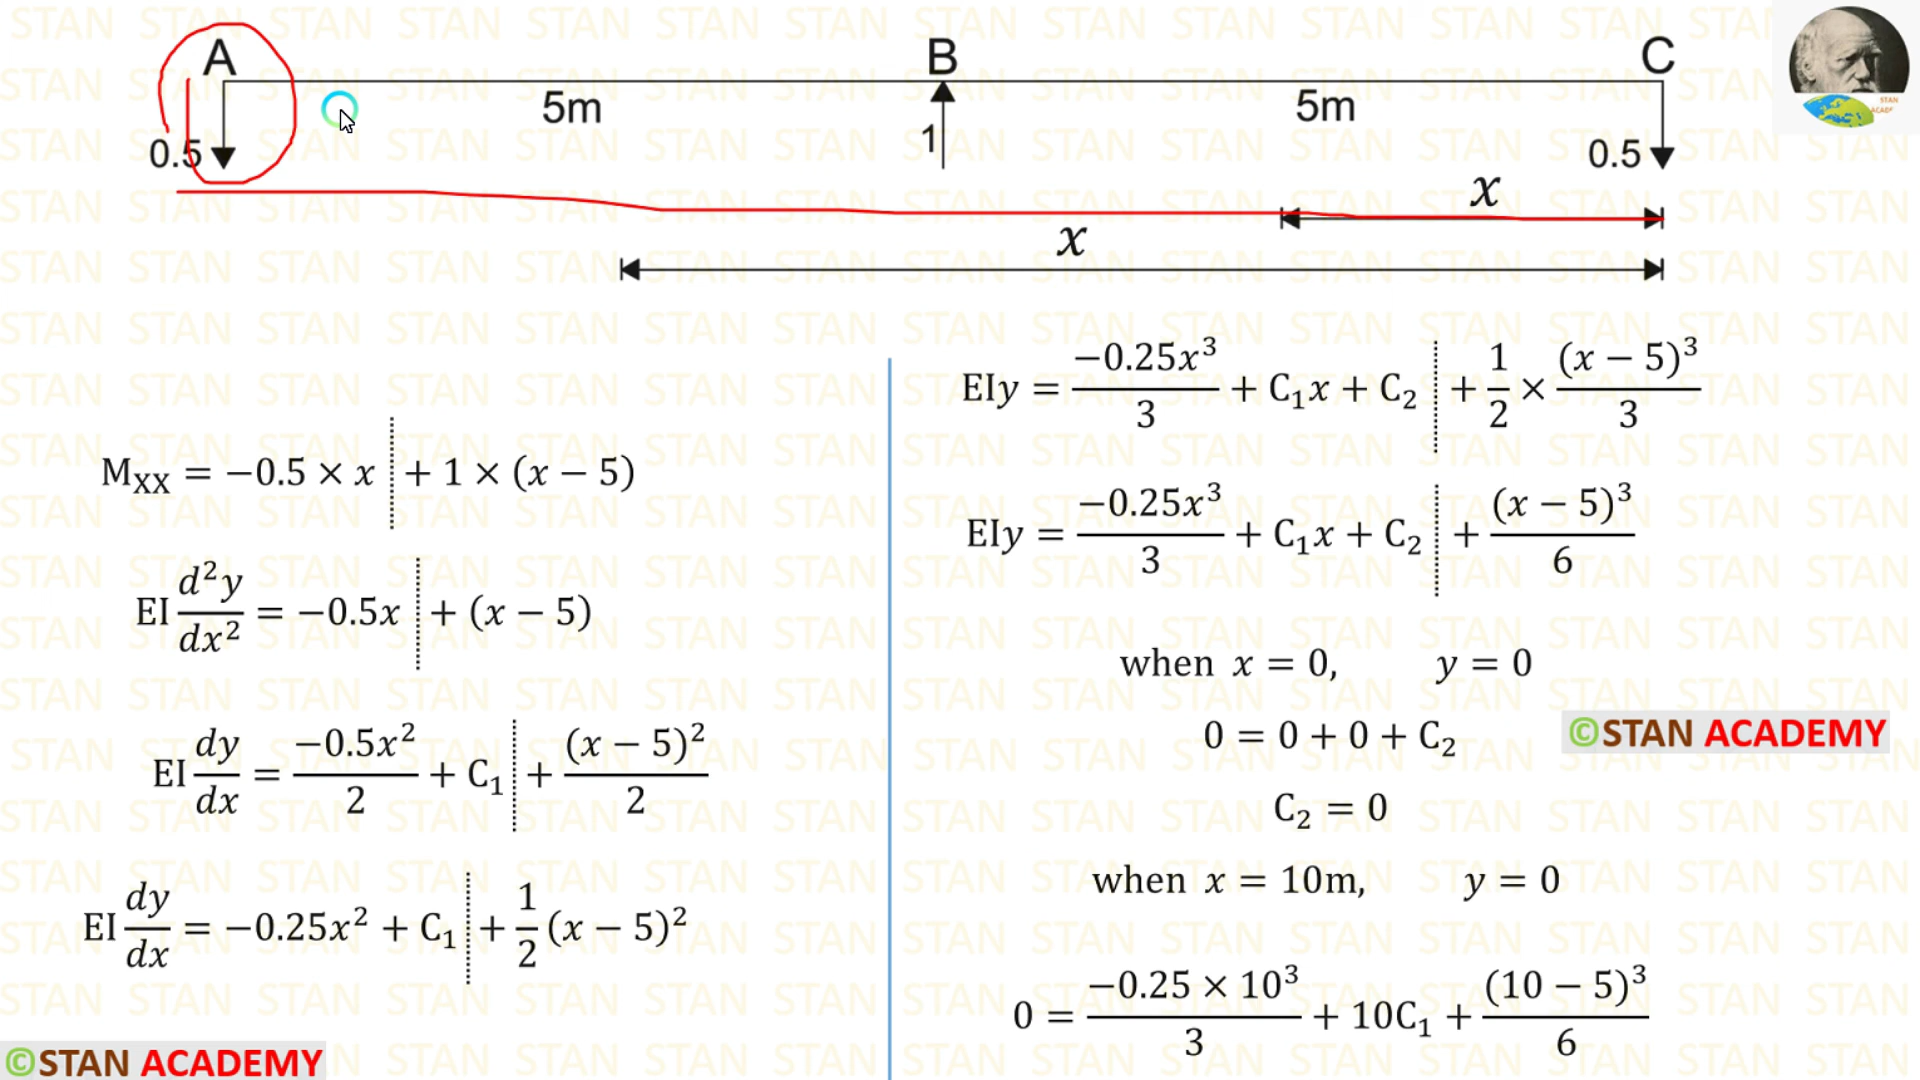 A B C
5m 5m
0.5 1 0.5
x
x
M_XX = −0.5 × x + 1 × (x − 5)
EI d²y/dx² = −0.5x + (x − 5)
EI dy/dx = −0.5x²/2 + C₁ + (x − 5)²/2
EI dy/dx = −0.25x² + C₁ + 1/2 (x − 5)²
EIy = −0.25x³/3 + C₁x + C₂ + 1/2 × (x − 5)³/3
EIy = −0.25x³/3 + C₁x + C₂ + (x − 5)³/6
when x = 0, y = 0
0 = 0 + 0 + C₂
C₂ = 0
when x = 10m, y = 0
0 = −0.25 × 10³/3 + 10C₁ + (10 − 5)³/6
©STAN ACADEMY
©STAN ACADEMY
STAN